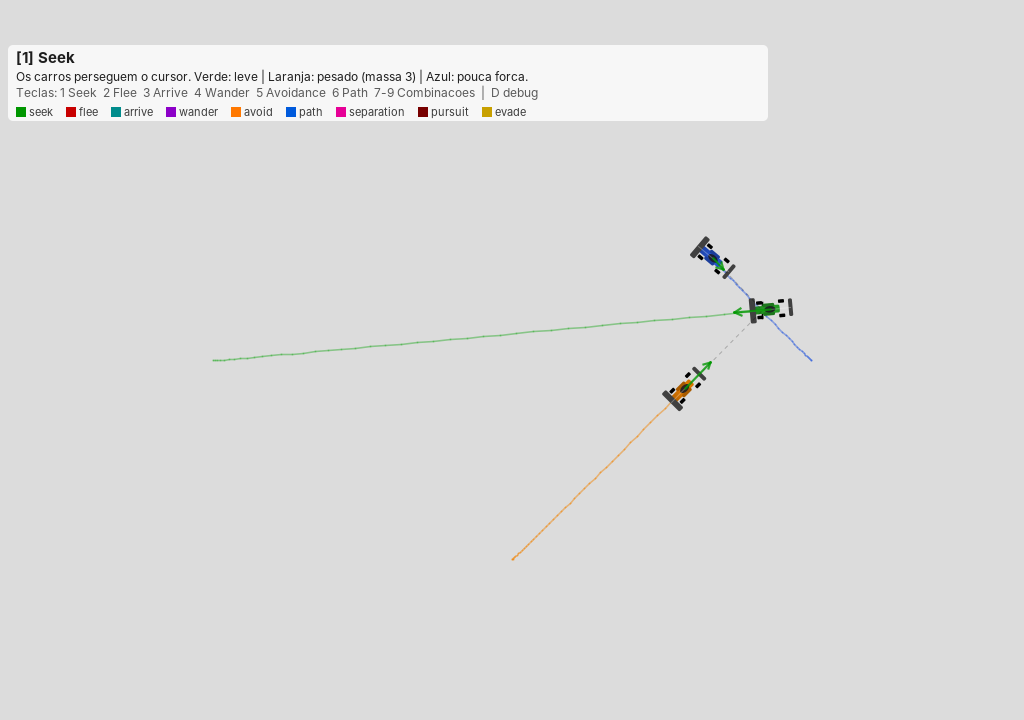 [1] Seek
Os carros perseguem o cursor. Verde: leve | Laranja: pesado (massa 3) | Azul: pouca forca.
Teclas: 1 Seek  2 Flee  3 Arrive  4 Wander  5 Avoidance  6 Path  7-9 Combinacoes  |  D debug
seek flee arrive wander avoid path separation pursuit evade